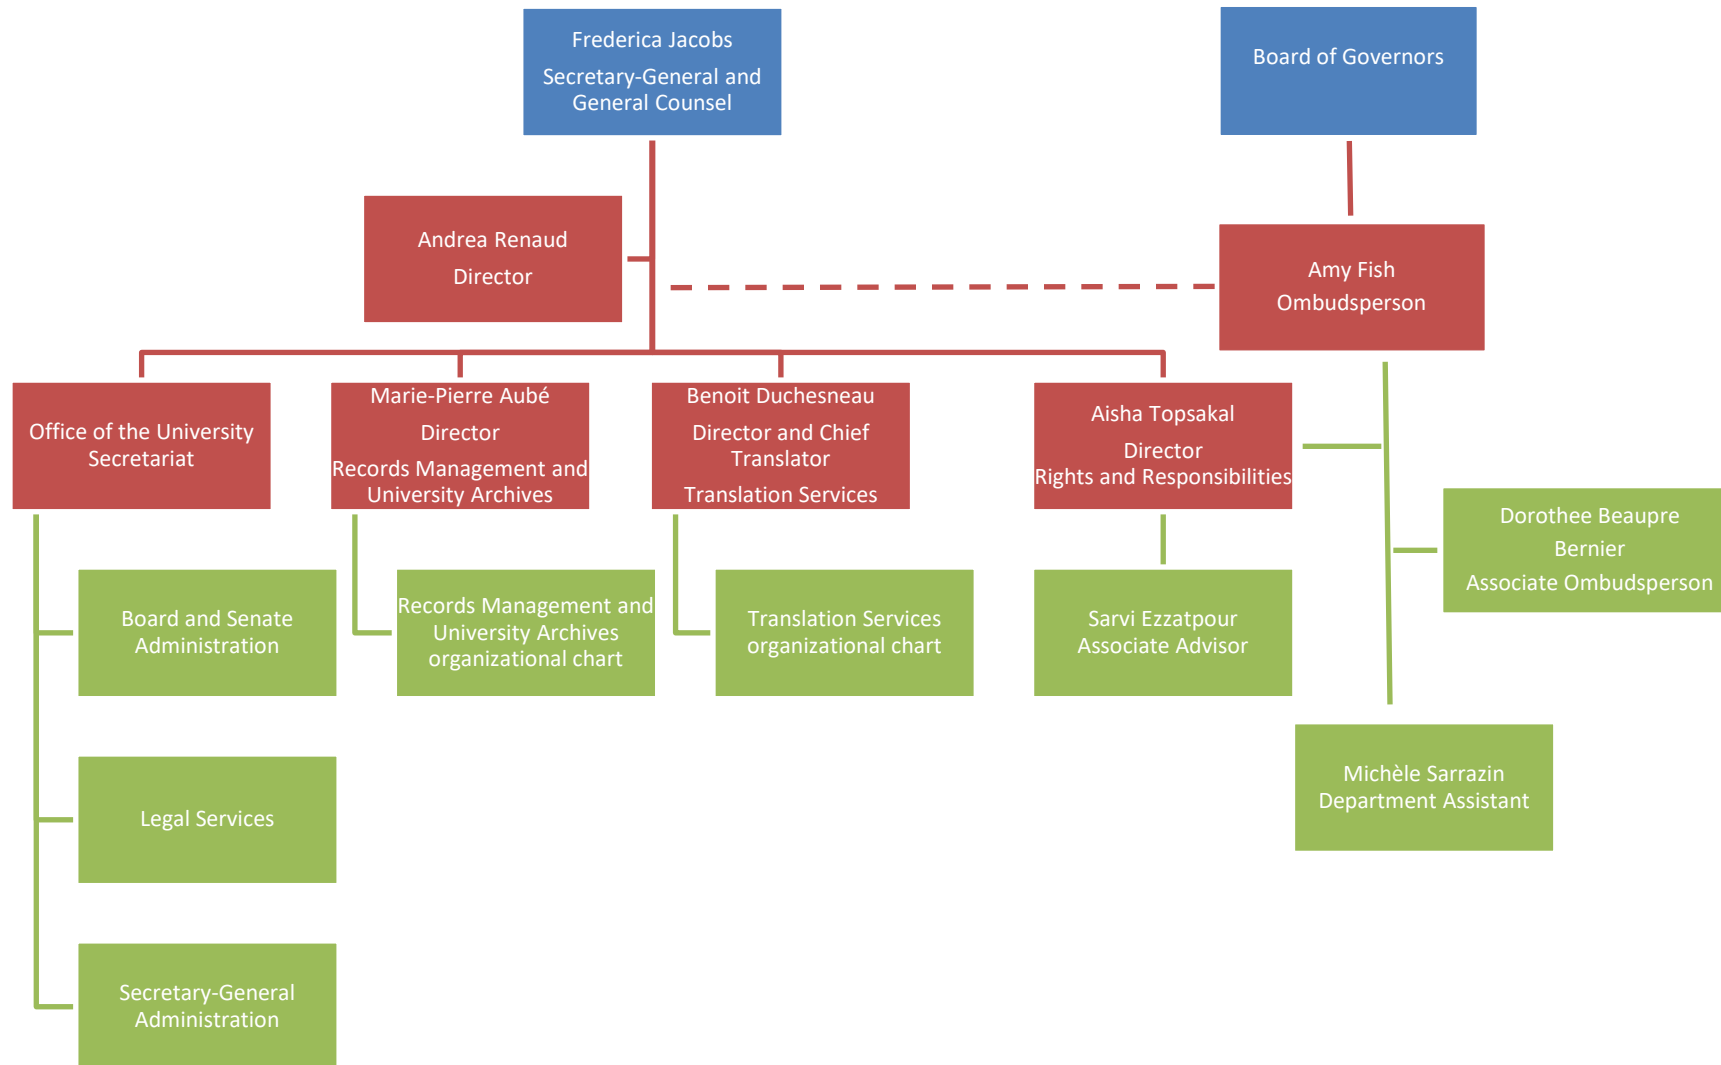 Frederica Jacobs
Secretary-General and
General Counsel
Board of Governors
Andrea Renaud
Director
Amy Fish
Ombudsperson
Office of the University
Secretariat
Marie-Pierre Aubé
Director
Records Management and
University Archives
Benoit Duchesneau
Director and Chief
Translator
Translation Services
Aisha Topsakal
Director
Rights and Responsibilities
Dorothee Beaupre
Bernier
Associate Ombudsperson
Board and Senate
Administration
Records Management and
University Archives
organizational chart
Translation Services
organizational chart
Sarvi Ezzatpour
Associate Advisor
Michèle Sarrazin
Department Assistant
Legal Services
Secretary-General
Administration